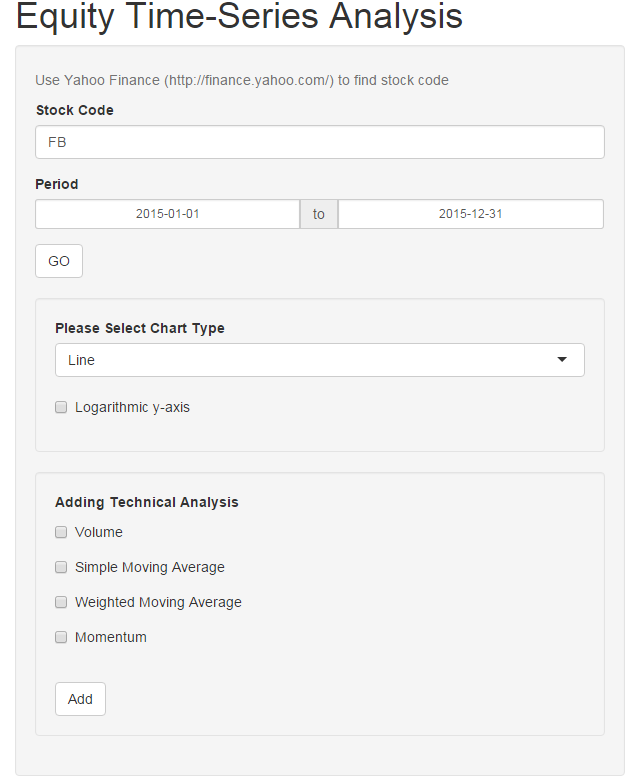 Equity Time-Series Analysis
Use Yahoo Finance (http://finance.yahoo.com/) to find stock code
Stock Code
FB
Period
2015-01-01 to 2015-12-31
GO
Please Select Chart Type
Line
Logarithmic y-axis
Adding Technical Analysis
Volume
Simple Moving Average
Weighted Moving Average
Momentum
Add